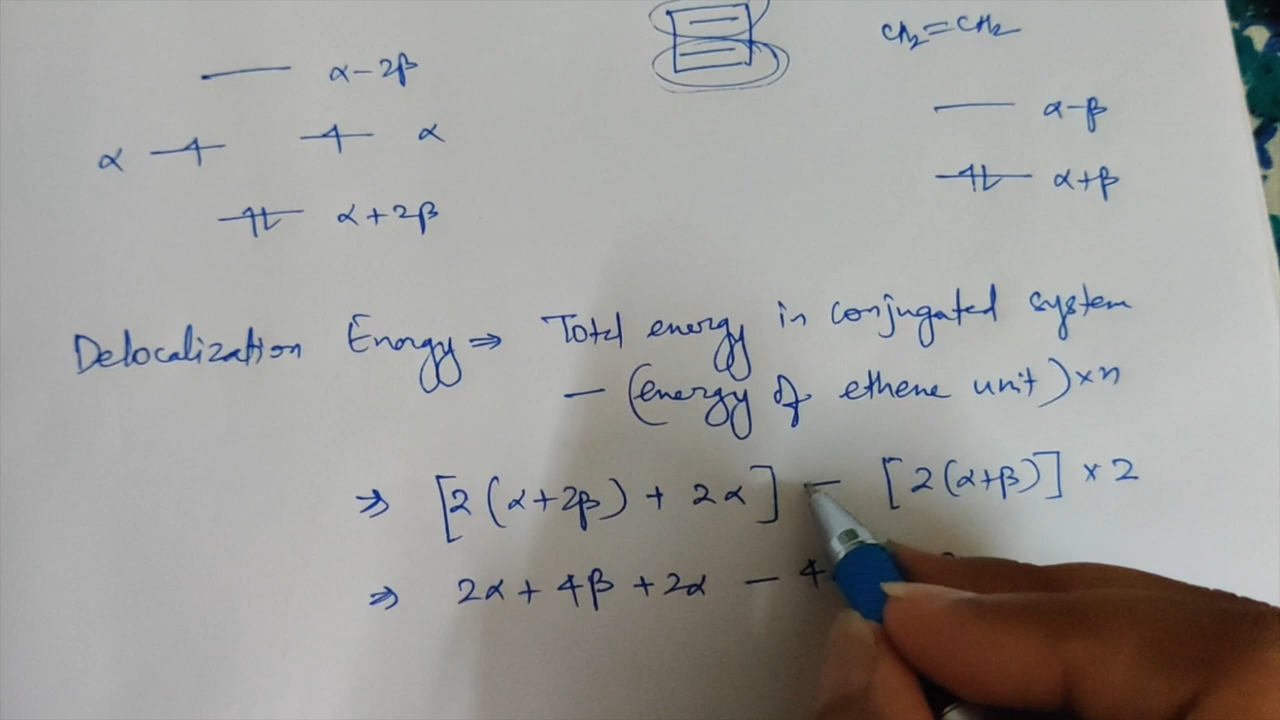 CH₂=CH₂
α-2β
α-β
α α
α+β
α+2β
Delocalization Energy ⇒ Total energy in conjugated system
- (energy of ethene unit) × n
⇒ [2(α+2β) + 2α] - [2(α+β)] × 2
⇒ 2α + 4β + 2α - 4